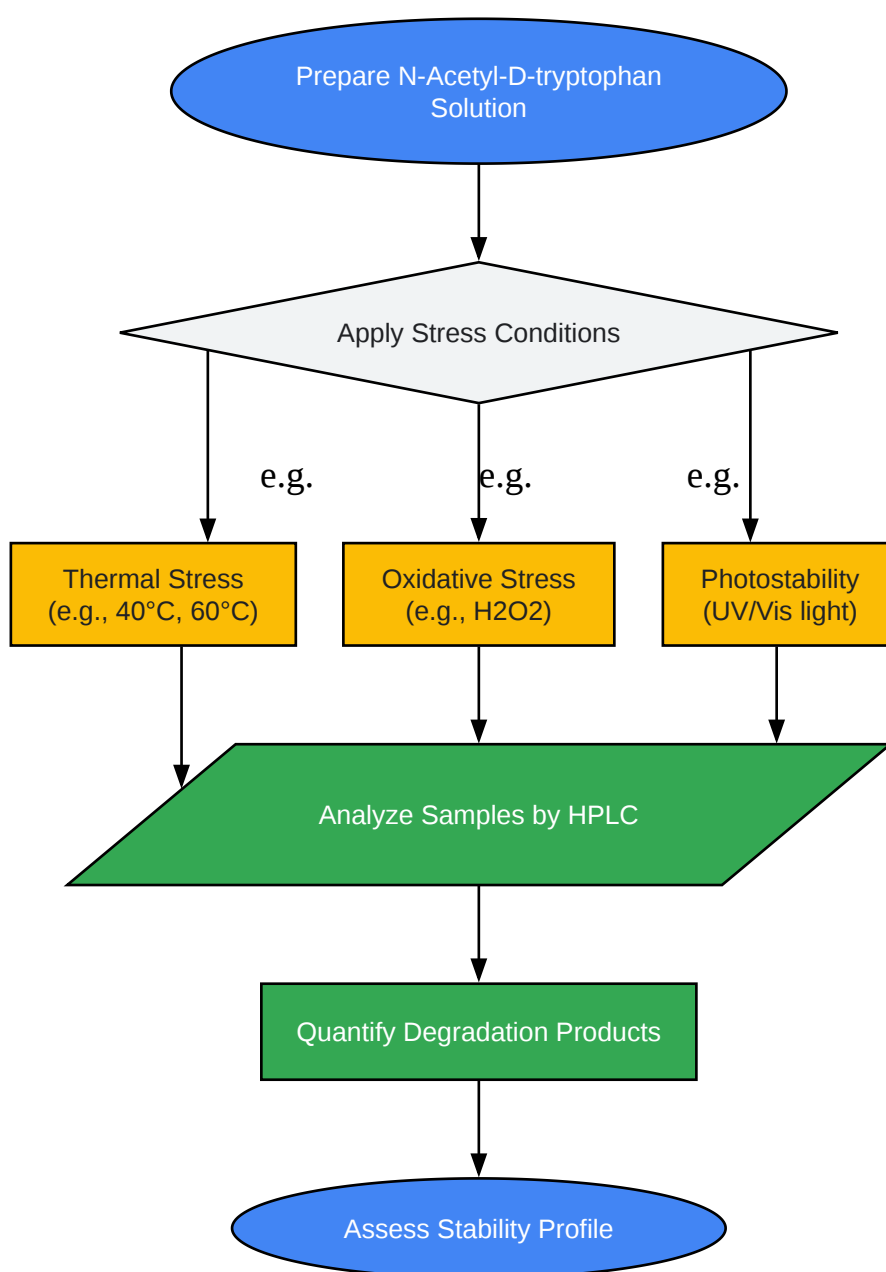 Prepare N-Acetyl-D-tryptophan
Solution
Apply Stress Conditions
e.g.
e.g.
e.g.
Thermal Stress
(e.g., 40°C, 60°C)
Oxidative Stress
(e.g., H2O2)
Photostability
(UV/Vis light)
Analyze Samples by HPLC
Quantify Degradation Products
Assess Stability Profile